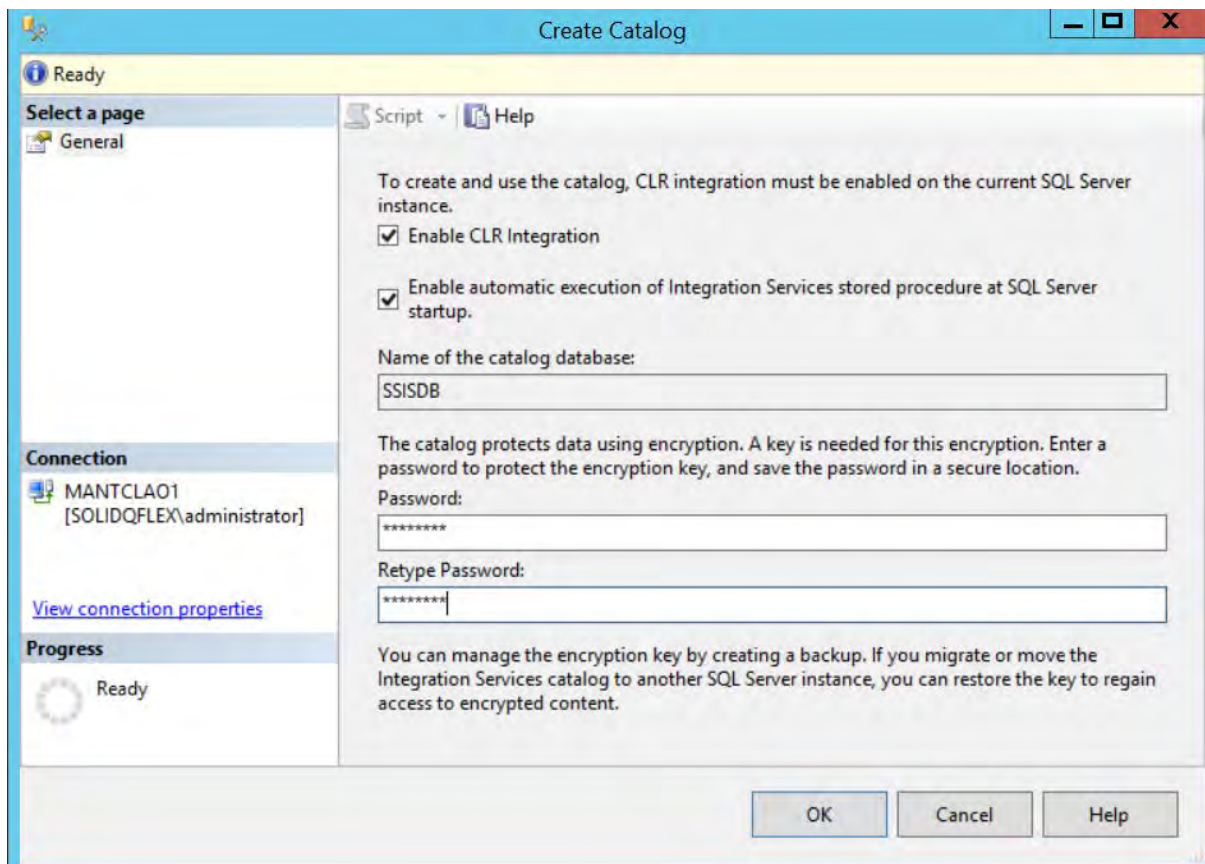 Create Catalog
X
Ready
Select a page
General
Connection
MANTCLAO1
[SOLIDQFLEX\administrator]
View connection properties
Progress
Ready
Script
Help
To create and use the catalog, CLR integration must be enabled on the current SQL Server
instance.
Enable CLR Integration
Enable automatic execution of Integration Services stored procedure at SQL Server
startup.
Name of the catalog database:
SSISDB
The catalog protects data using encryption. A key is needed for this encryption. Enter a
password to protect the encryption key, and save the password in a secure location.
Password:
********
Retype Password:
********
You can manage the encryption key by creating a backup. If you migrate or move the
Integration Services catalog to another SQL Server instance, you can restore the key to regain
access to encrypted content.
OK
Cancel
Help